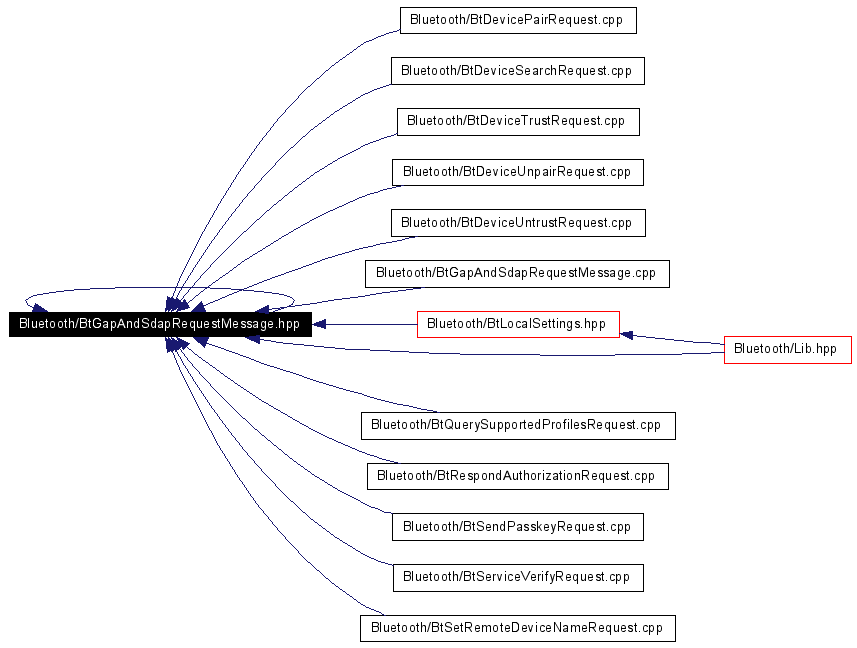 Bluetooth/BtDevicePairRequest.cpp
Bluetooth/BtDeviceSearchRequest.cpp
Bluetooth/BtDeviceTrustRequest.cpp
Bluetooth/BtDeviceUnpairRequest.cpp
Bluetooth/BtDeviceUntrustRequest.cpp
Bluetooth/BtGapAndSdapRequestMessage.cpp
Bluetooth/BtGapAndSdapRequestMessage.hpp
Bluetooth/BtLocalSettings.hpp
Bluetooth/Lib.hpp
Bluetooth/BtQuerySupportedProfilesRequest.cpp
Bluetooth/BtRespondAuthorizationRequest.cpp
Bluetooth/BtSendPasskeyRequest.cpp
Bluetooth/BtServiceVerifyRequest.cpp
Bluetooth/BtSetRemoteDeviceNameRequest.cpp